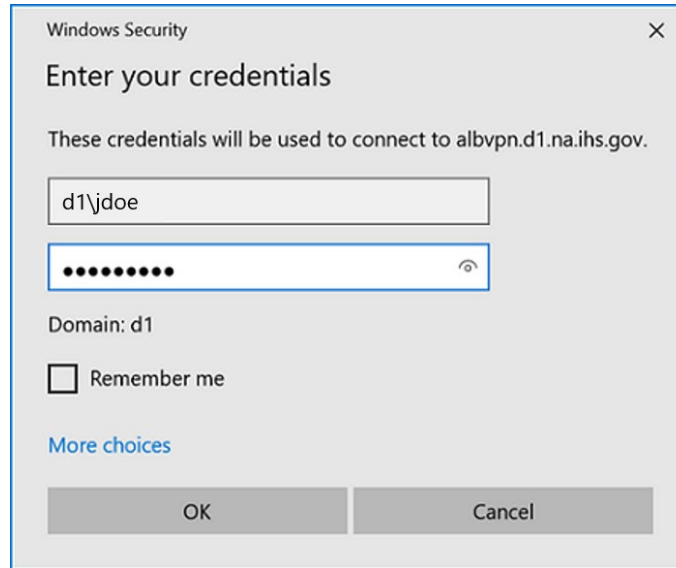 Windows Security
Enter your credentials
These credentials will be used to connect to albvpn.d1.na.ihs.gov.
d1\jdoe
●●●●●●●●●
Domain: d1
Remember me
More choices
OK Cancel